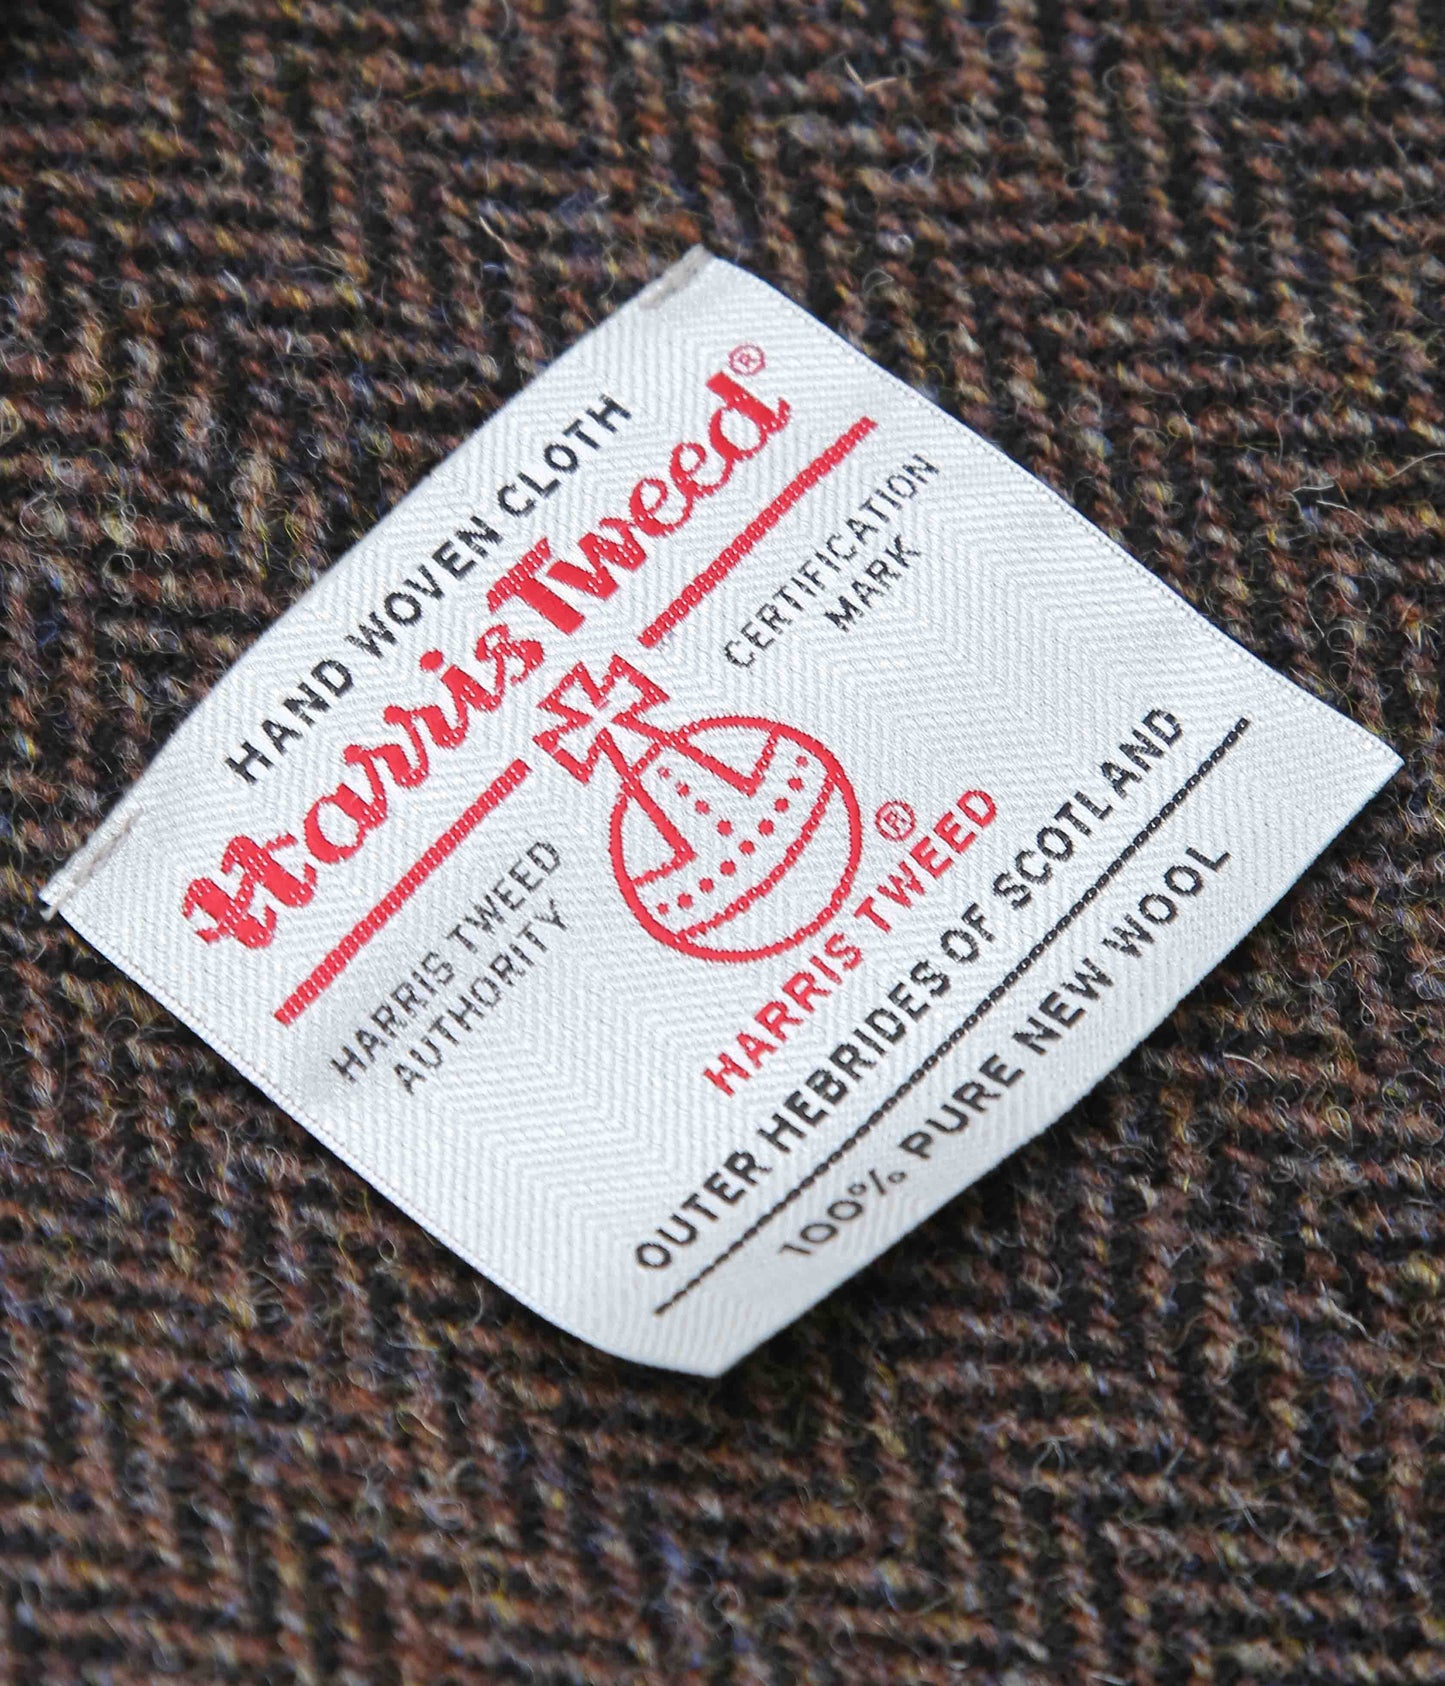 HAND WOVEN CLOTH
Harris Tweed®
HARRIS TWEED
AUTHORITY
CERTIFICATION
MARK
®
HARRIS TWEED
OUTER HEBRIDES OF SCOTLAND
100% PURE NEW WOOL